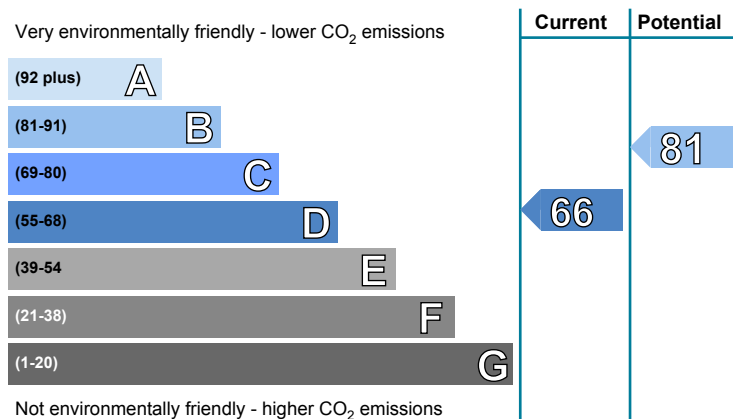 Current Potential
Very environmentally friendly - lower CO2 emissions
(92 plus) A
(81-91) B
81
(69-80) C
(55-68) D
66
(39-54 E
(21-38) F
(1-20) G
Not environmentally friendly - higher CO2 emissions